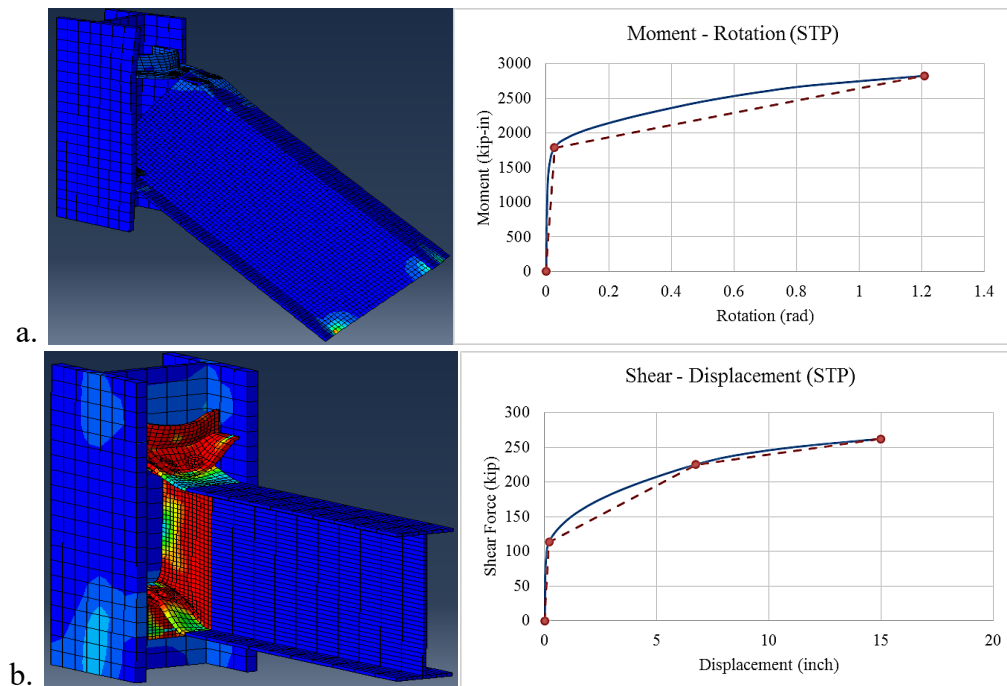 a.
Moment - Rotation (STP)
Moment (kip-in)
3000
2500
2000
1500
1000
500
0
0 0.2 0.4 0.6 0.8 1 1.2 1.4
Rotation (rad)
b.
Shear - Displacement (STP)
Shear Force (kip)
300
250
200
150
100
50
0
0 5 10 15 20
Displacement (inch)